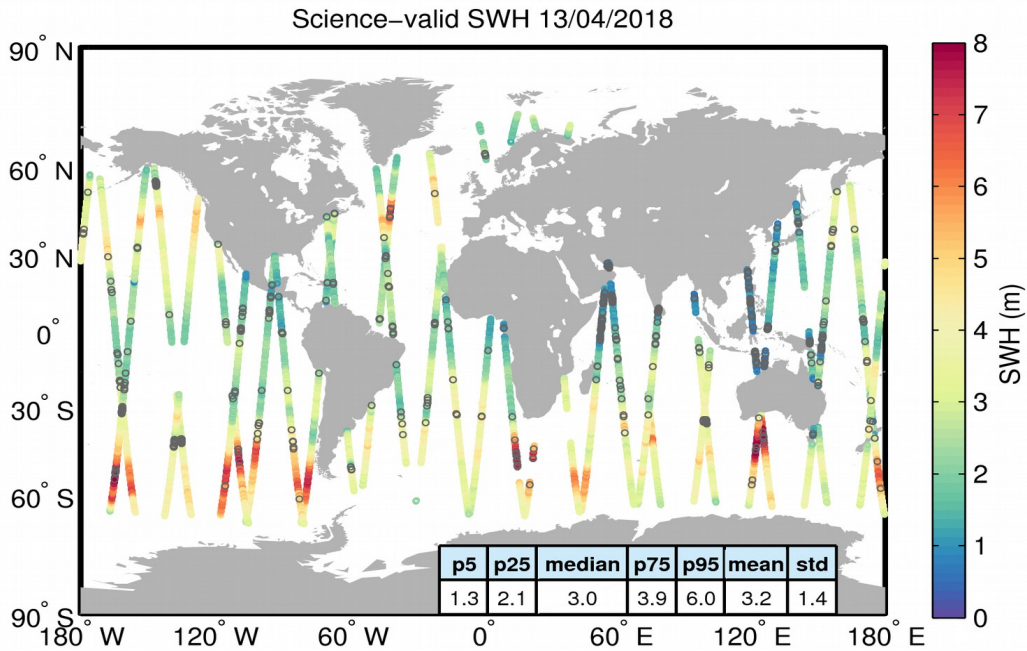 Science−valid SWH 13/04/2018
90° N
60° N
30° N
0°
30° S
60° S
90° S
180° W 120° W 60° W 0° 60° E 120° E 180° E
p5 p25 median p75 p95 mean std
1.3 2.1 3.0 3.9 6.0 3.2 1.4
8
7
6
5
4
3
2
1
0
SWH (m)